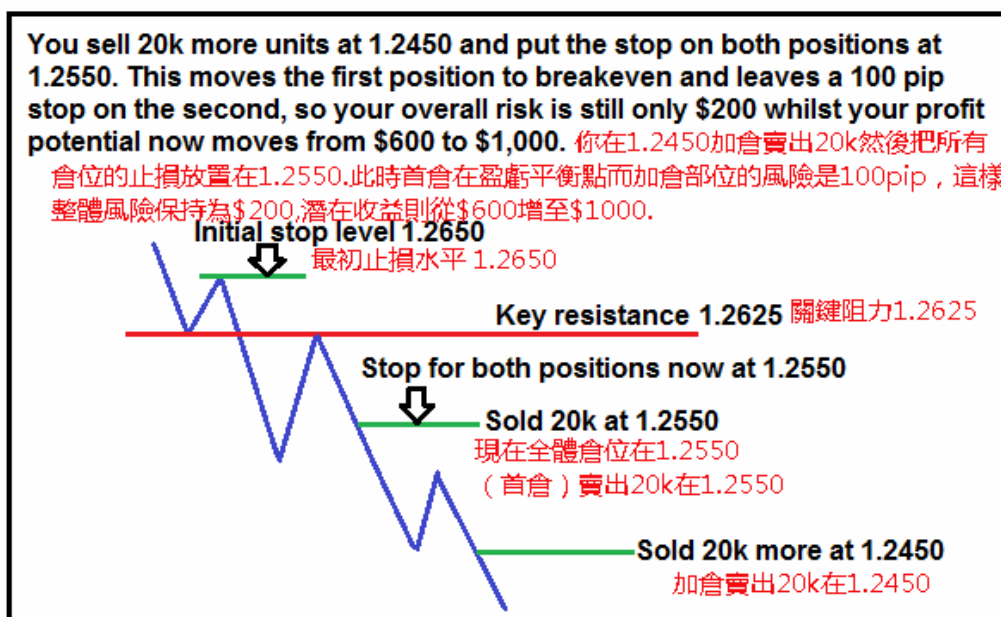 You sell 20k more units at 1.2450 and put the stop on both positions at
1.2550. This moves the first position to breakeven and leaves a 100 pip
stop on the second, so your overall risk is still only $200 whilst your profit
potential now moves from $600 to $1,000. 你在1.2450加倉賣出20k然後把所有
倉位的止損放置在1.2550.此時首倉在盈虧平衡點而加倉部位的風險是100pip，這樣
整體風險保持為$200,潛在收益則從$600增至$1000.
Initial stop level 1.2650
最初止損水平 1.2650
Key resistance 1.2625 關鍵阻力1.2625
Stop for both positions now at 1.2550
Sold 20k at 1.2550
現在全體倉位在1.2550
（首倉）賣出20k在1.2550
Sold 20k more at 1.2450
加倉賣出20k在1.2450